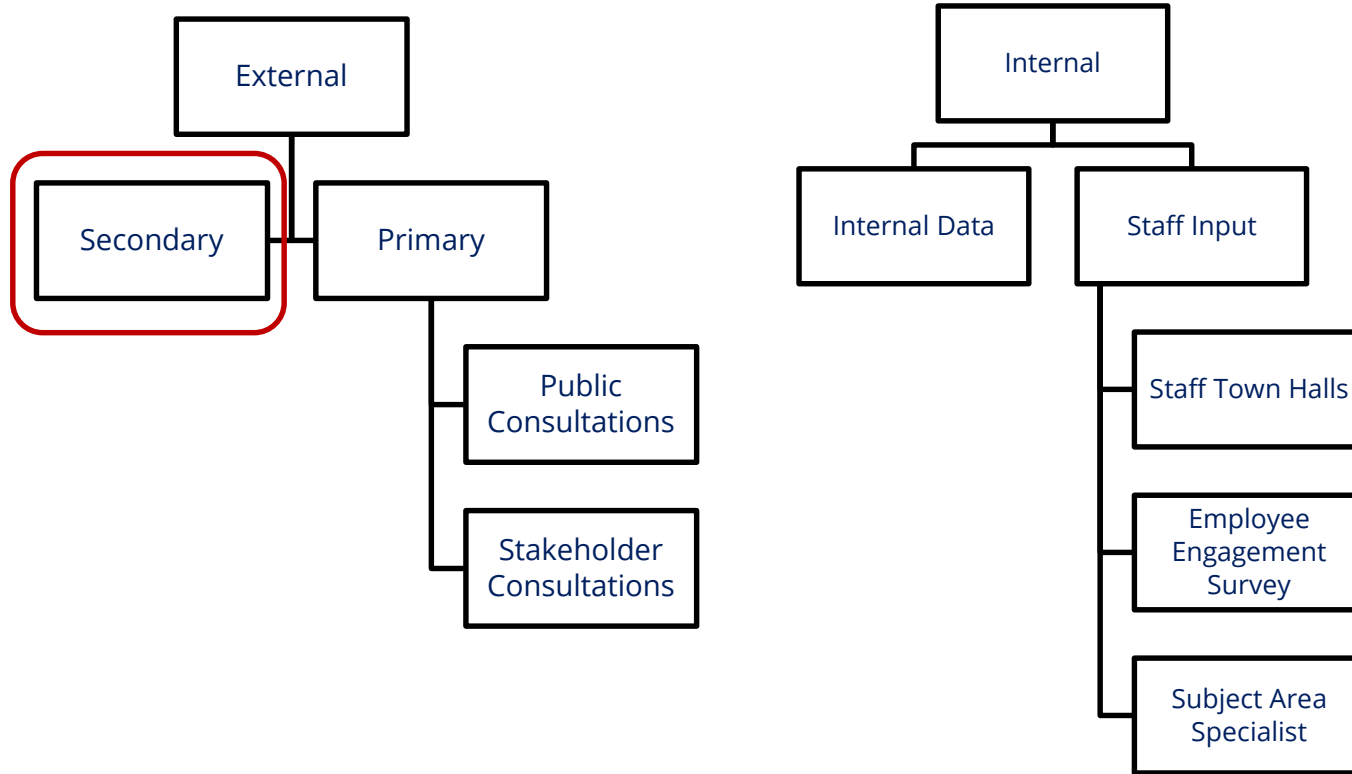 External
Secondary
Primary
Public
Consultations
Stakeholder
Consultations
Internal
Internal Data
Staff Input
Staff Town Halls
Employee
Engagement
Survey
Subject Area
Specialist